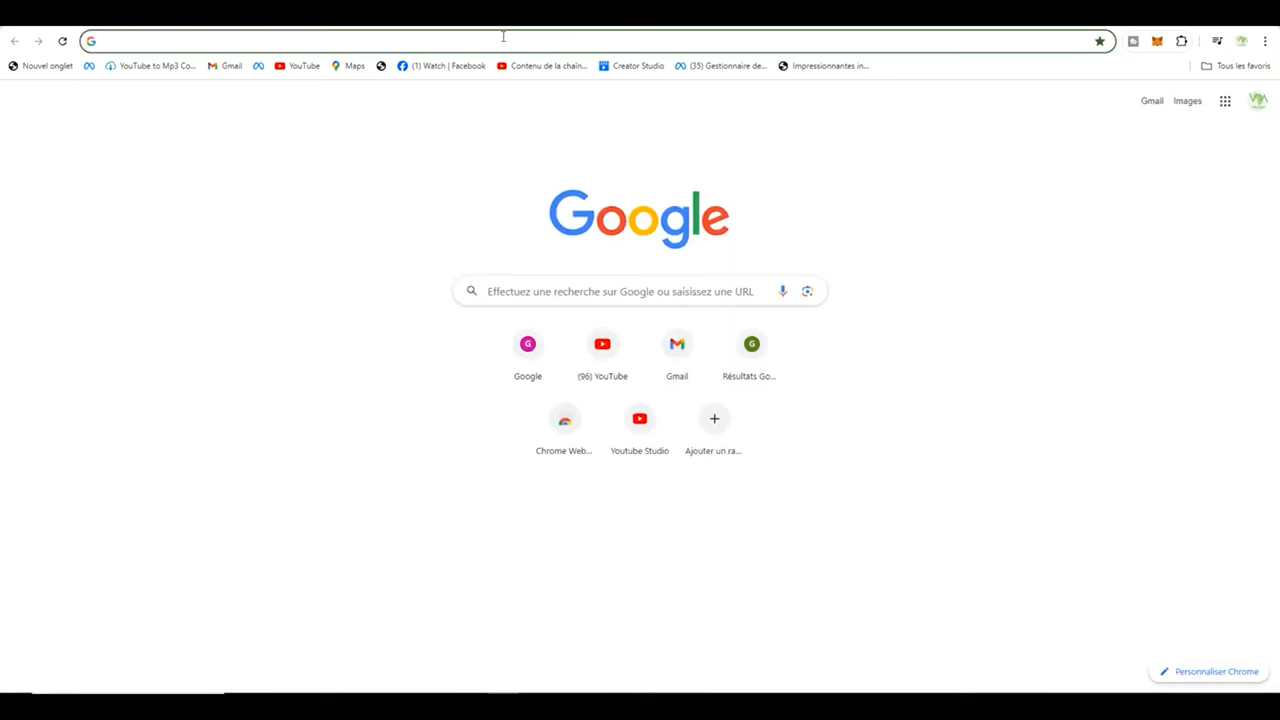 Nouvel onglet
YouTube to Mp3 Co...
Gmail
YouTube
Maps
(1) Watch | Facebook
Contenu de la chaîn...
Creator Studio
(35) Gestionnaire de...
Impressionnantes in...
Tous les favoris
Gmail
Images
Google
Effectuez une recherche sur Google ou saisissez une URL
G
G
Google
(96) YouTube
Gmail
Résultats Go...
Chrome Web...
Youtube Studio
Ajouter un ra...
Personnaliser Chrome